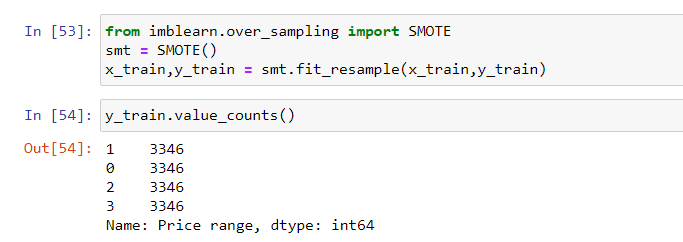 In [53]: from imblearn.over_sampling import SMOTE
smt = SMOTE()
x_train,y_train = smt.fit_resample(x_train,y_train)
In [54]: y_train.value_counts()
Out[54]: 1    3346
0    3346
2    3346
3    3346
Name: Price range, dtype: int64